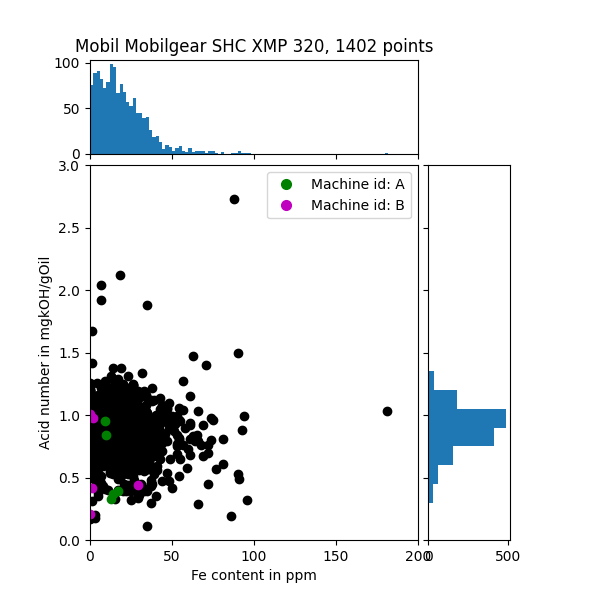 Mobil Mobilgear SHC XMP 320, 1402 points
100
50
0
3.0
2.5
2.0
1.5
1.0
0.5
0.0
Acid number in mgkOH/gOil
Machine id: A
Machine id: B
0 50 100 150 200
0 500
Fe content in ppm